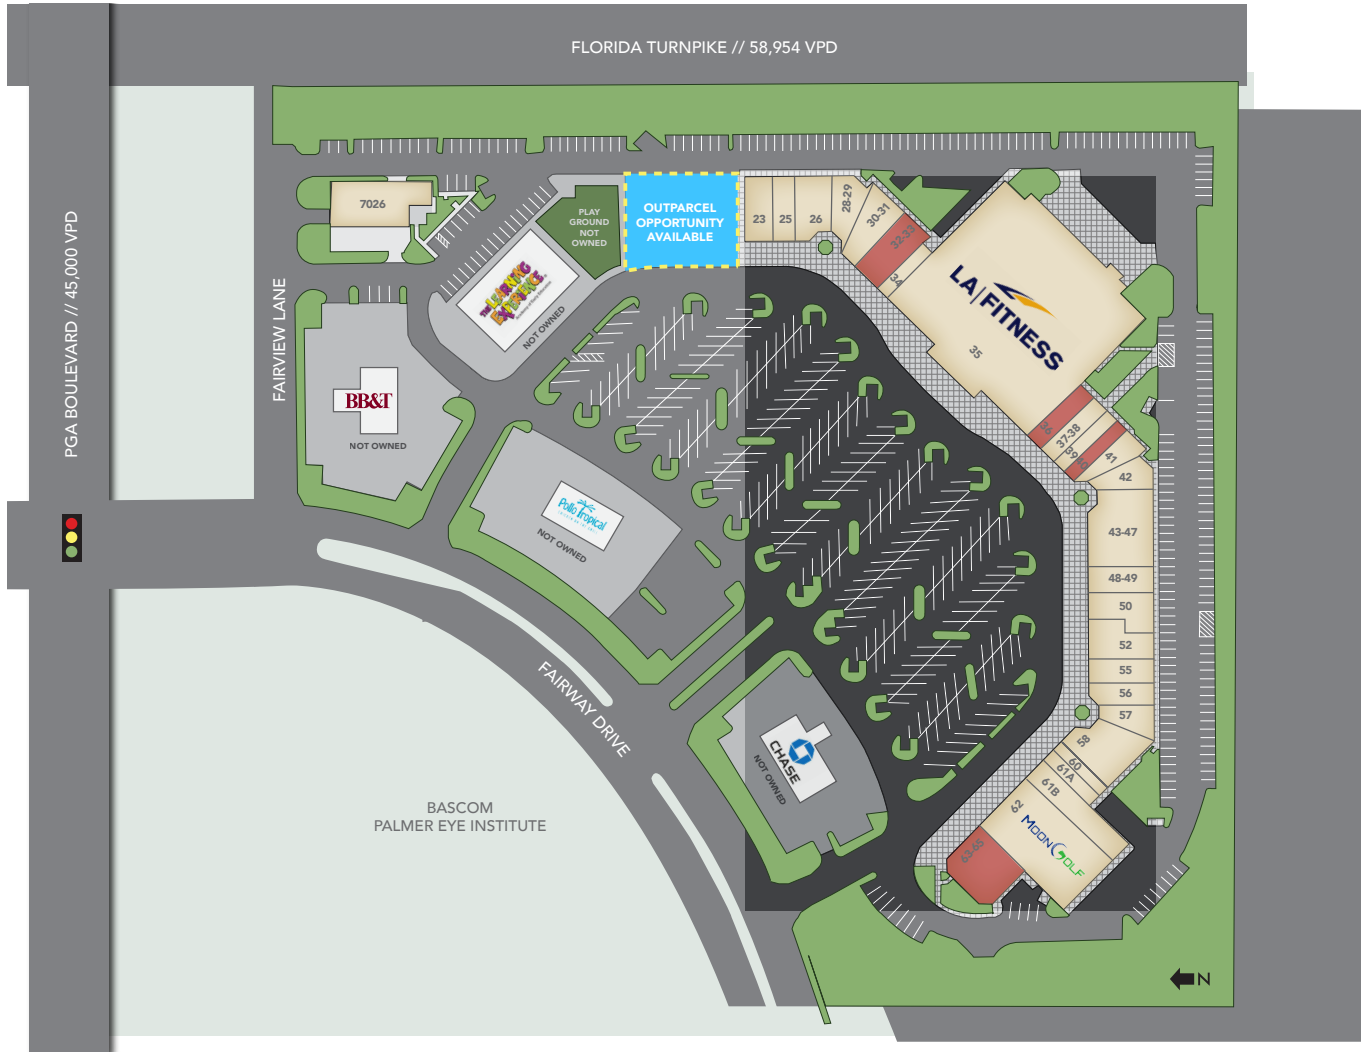 FLORIDA TURNPIKE // 58,954 VPD
PGA BOULEVARD // 45,000 VPD
FAIRVIEW LANE
7026
PLAY
GROUND
NOT
OWNED
OUTPARCEL
OPPORTUNITY
AVAILABLE
23
25
26
28-29
30-31
32-33
34
THE
LEARNING
EXPERIENCE
NOT OWNED
LA FITNESS
35
BB&T
NOT OWNED
36
37-38
39
40
41
42
Pollo Tropical
NOT OWNED
43-47
48-49
50
52
55
56
57
58
60
61A
61B
62
MOONGOLF
63-65
FAIRWAY DRIVE
CHASE
NOT OWNED
BASCOM
PALMER EYE INSTITUTE
N